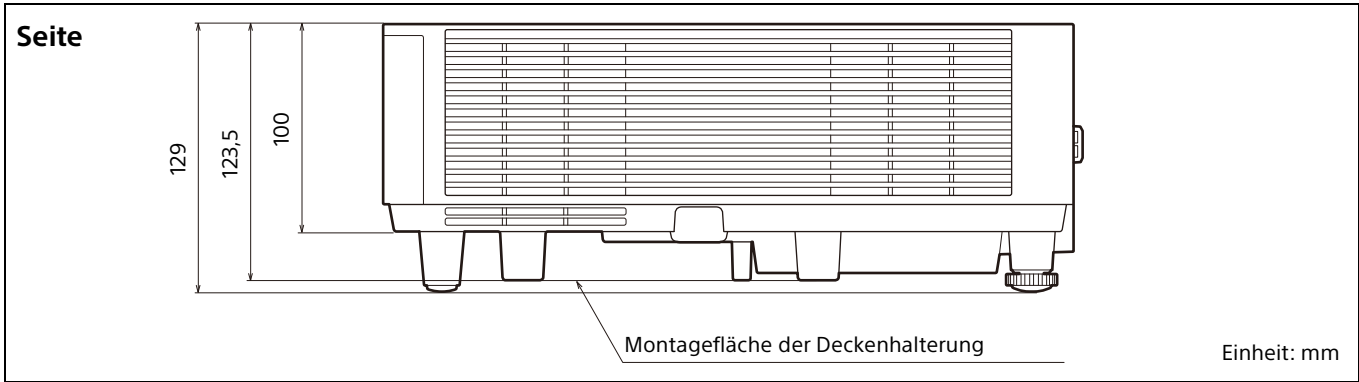 Seite
129
123,5
100
Montagefläche der Deckenhalterung
Einheit: mm